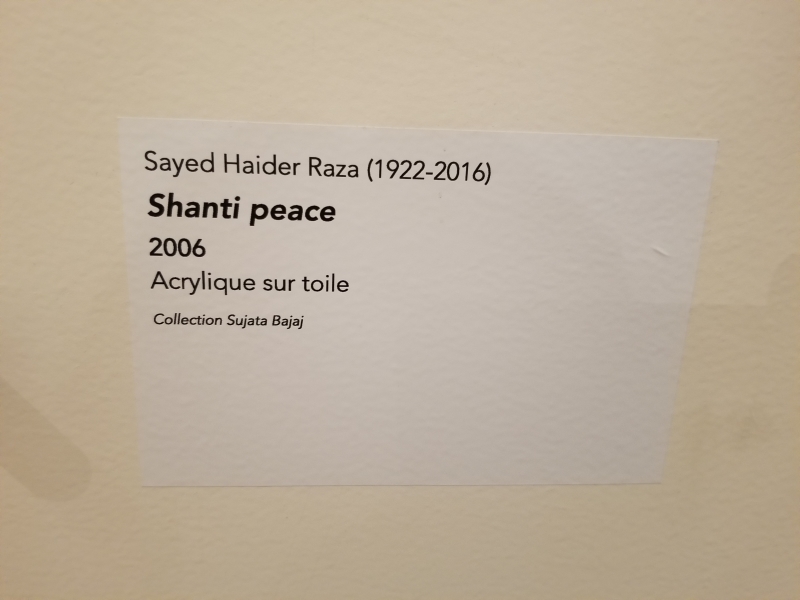 Sayed Haider Raza (1922-2016)
Shanti peace
2006
Acrylique sur toile
Collection Sujata Bajaj